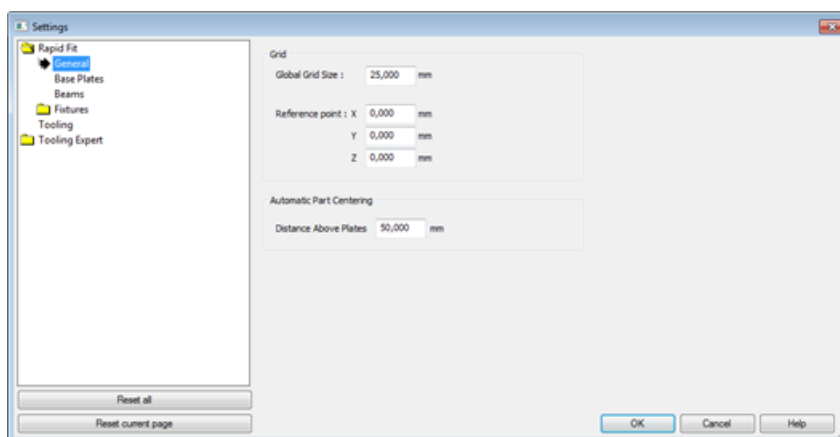 Settings
Rapid Fit
General
Base Plates
Beams
Fixtures
Tooling
Tooling Expert
Grid
Global Grid Size : 25,000 mm
Reference point : X 0,000 mm
Y 0,000 mm
Z 0,000 mm
Automatic Part Centering
Distance Above Plates 50,000 mm
Reset all
Reset current page
OK Cancel Help